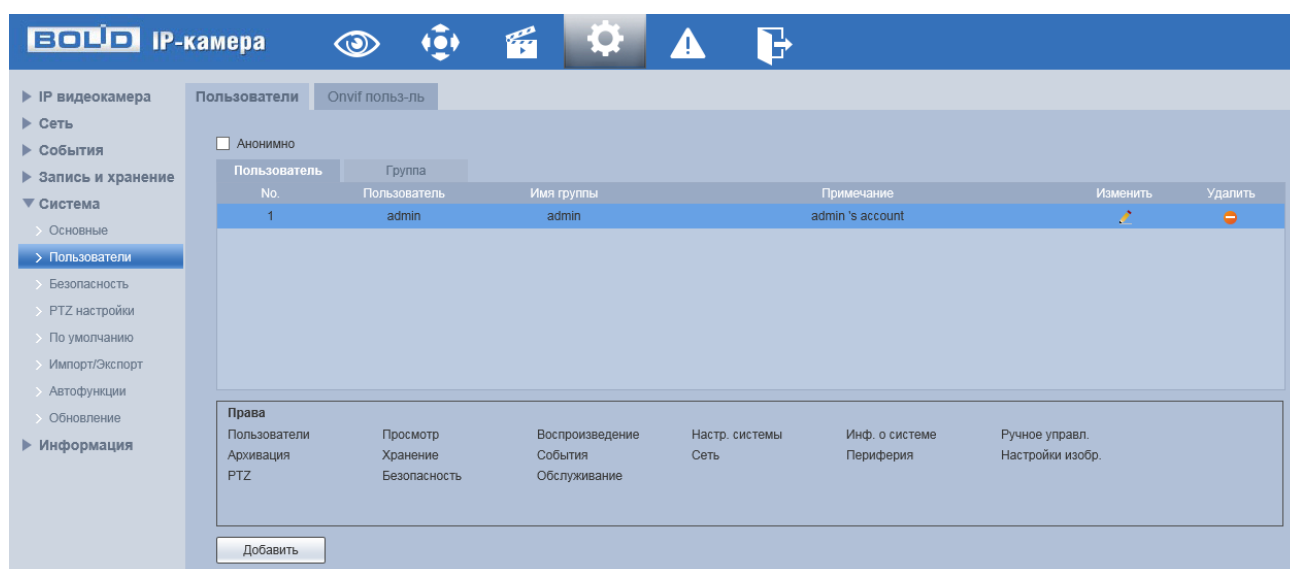 BOLID IP-камера
IP видеокамера
Сеть
События
Запись и хранение
Система
Основные
Пользователи
Безопасность
PTZ настройки
По умолчанию
Импорт/Экспорт
Автофункции
Обновление
Информация
Пользователи Onvif польз-ль
Анонимно
Пользователь Группа
No. Пользователь Имя группы Примечание Изменить Удалить
1 admin admin admin 's account
Права
Пользователи Просмотр Воспроизведение Настр. системы Инф. о системе Ручное управл.
Архивация Хранение События Сеть Периферия Настройки изобр.
PTZ Безопасность Обслуживание
Добавить